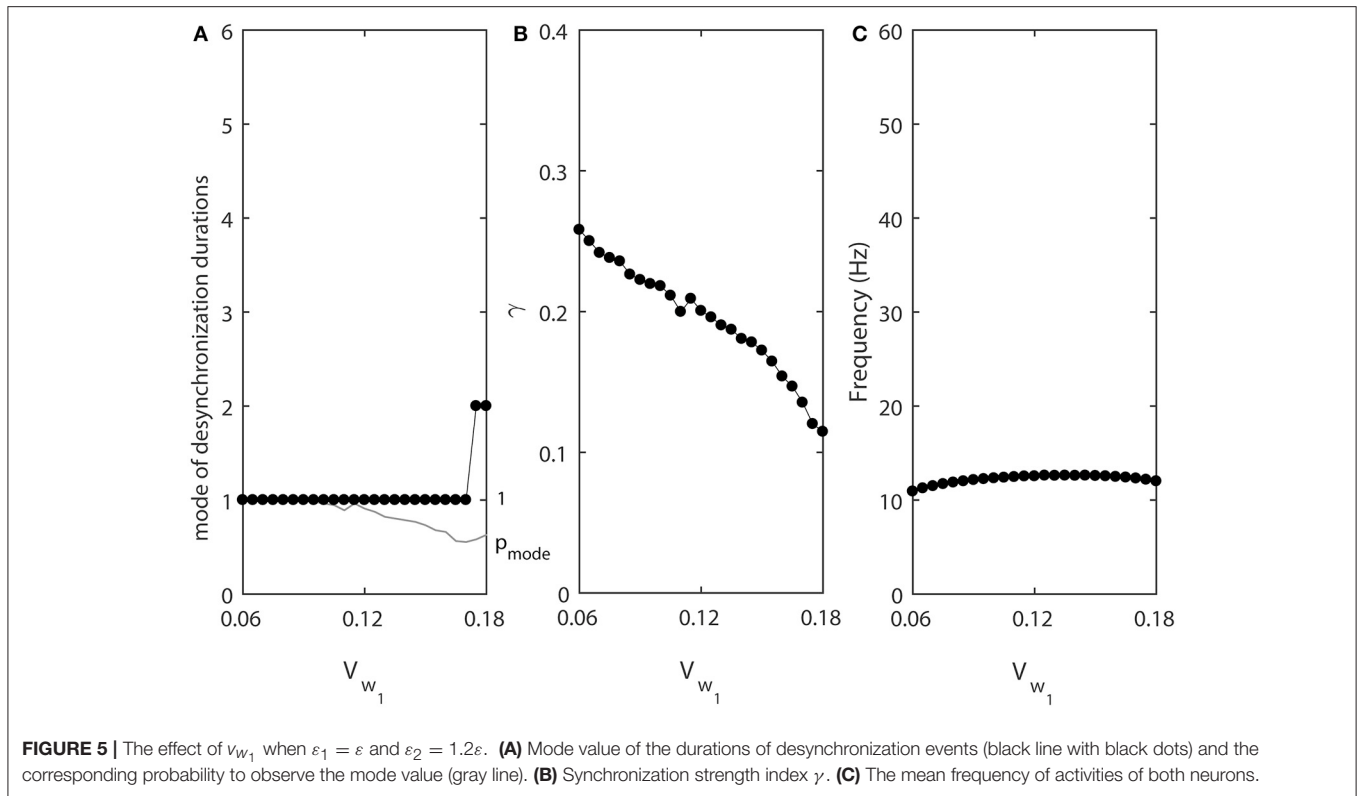 A
6
5
4
3
2
1
0
mode of desynchronization durations
1
p_mode
0.06
0.12
0.18
V_w_1
B
0.4
0.3
0.2
0.1
0
γ
0.06
0.12
0.18
V_w_1
C
60
50
40
30
20
10
0
Frequency (Hz)
0.06
0.12
0.18
V_w_1
FIGURE 5 | The effect of v_w_1 when ε₁ = ε and ε₂ = 1.2ε. (A) Mode value of the durations of desynchronization events (black line with black dots) and the
corresponding probability to observe the mode value (gray line). (B) Synchronization strength index γ. (C) The mean frequency of activities of both neurons.